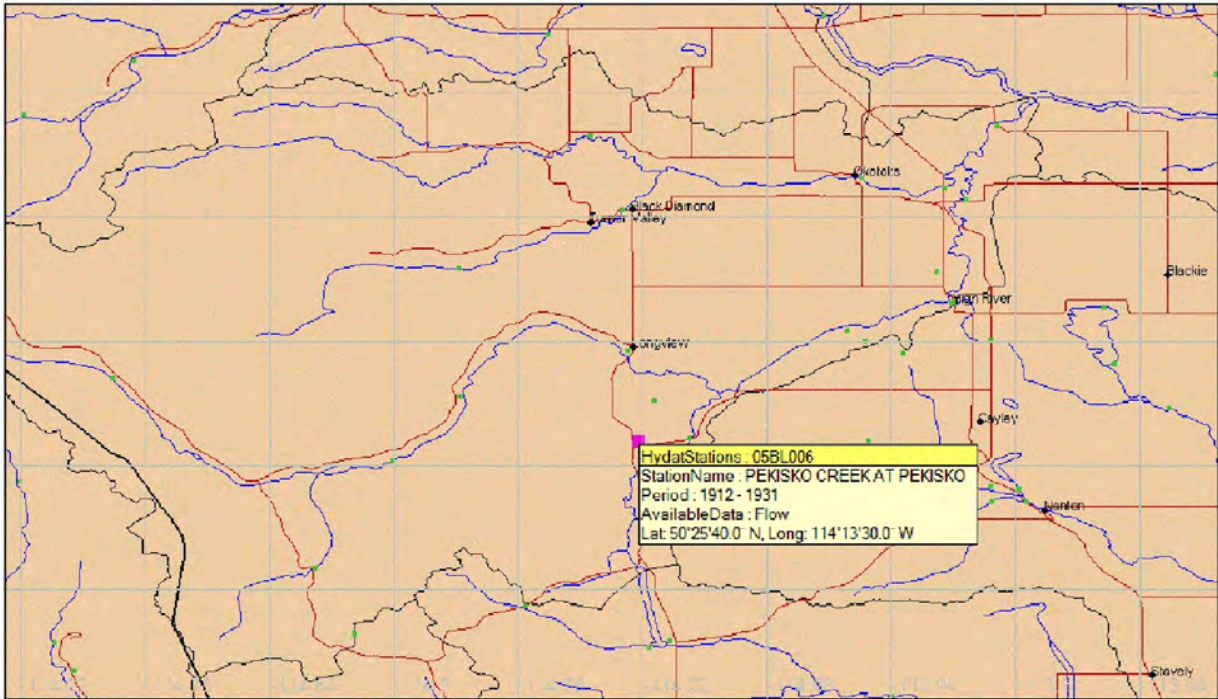 Okotoks
Black Diamond
Turner Valley
Blackie
High River
Longview
Cayley
HydatStations : 05BL006
StationName : PEKISKO CREEK AT PEKISKO
Period : 1912 - 1931
AvailableData : Flow
Lat: 50°25'40.0" N, Long: 114°13'30.0" W
Nanton
Stavely